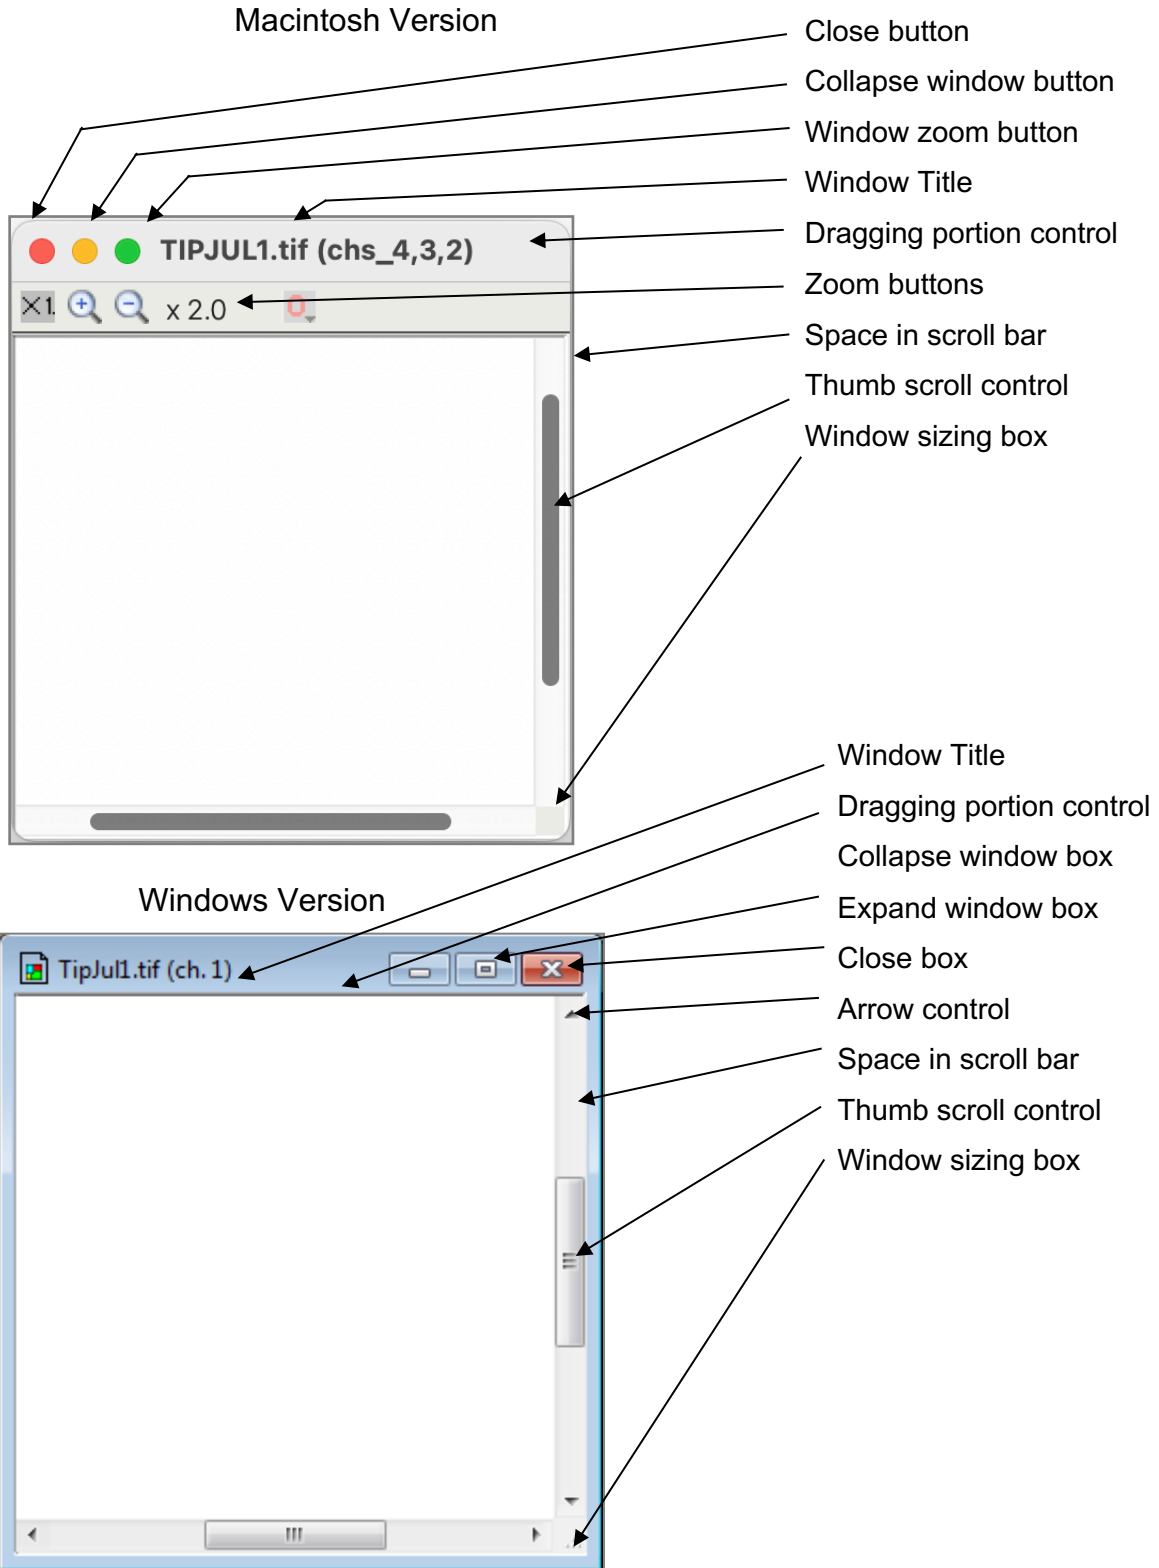 Macintosh Version
Close button
Collapse window button
Window zoom button
Window Title
Dragging portion control
Zoom buttons
Space in scroll bar
Thumb scroll control
Window sizing box
TIPJUL1.tif (chs_4,3,2)
×1. x 2.0 0
Window Title
Dragging portion control
Collapse window box
Expand window box
Close box
Arrow control
Space in scroll bar
Thumb scroll control
Window sizing box
Windows Version
TipJul1.tif (ch. 1)